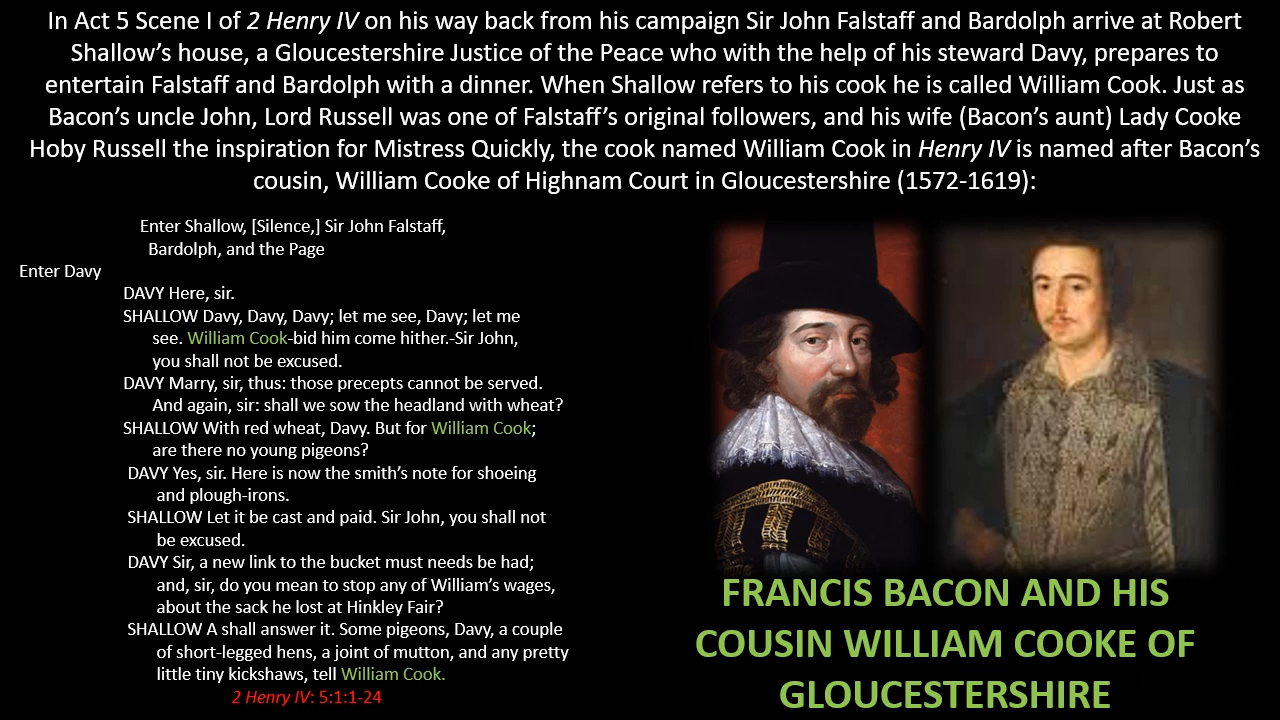 In Act 5 Scene I of 2 Henry IV on his way back from his campaign Sir John Falstaff and Bardolph arrive at Robert
Shallow’s house, a Gloucestershire Justice of the Peace who with the help of his steward Davy, prepares to
entertain Falstaff and Bardolph with a dinner. When Shallow refers to his cook he is called William Cook. Just as
Bacon’s uncle John, Lord Russell was one of Falstaff’s original followers, and his wife (Bacon’s aunt) Lady Cooke
Hoby Russell the inspiration for Mistress Quickly, the cook named William Cook in Henry IV is named after Bacon’s
cousin, William Cooke of Highnam Court in Gloucestershire (1572-1619):
Enter Shallow, [Silence,] Sir John Falstaff,
Bardolph, and the Page
Enter Davy
DAVY Here, sir.
SHALLOW Davy, Davy, Davy; let me see, Davy; let me
see. William Cook-bid him come hither.-Sir John,
you shall not be excused.
DAVY Marry, sir, thus: those precepts cannot be served.
And again, sir: shall we sow the headland with wheat?
SHALLOW With red wheat, Davy. But for William Cook;
are there no young pigeons?
DAVY Yes, sir. Here is now the smith’s note for shoeing
and plough-irons.
SHALLOW Let it be cast and paid. Sir John, you shall not
be excused.
DAVY Sir, a new link to the bucket must needs be had;
and, sir, do you mean to stop any of William’s wages,
about the sack he lost at Hinkley Fair?
SHALLOW A shall answer it. Some pigeons, Davy, a couple
of short-legged hens, a joint of mutton, and any pretty
little tiny kickshaws, tell William Cook.
2 Henry IV: 5:1:1-24
FRANCIS BACON AND HIS
COUSIN WILLIAM COOKE OF
GLOUCESTERSHIRE